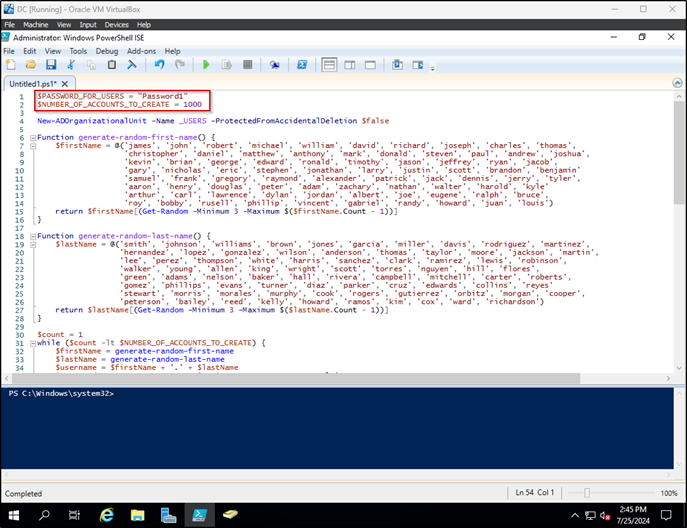 DC [Running] - Oracle VM VirtualBox
File Machine View Input Devices Help
Administrator: Windows PowerShell ISE
File Edit View Tools Debug Add-ons Help
Untitled1.ps1* X
1 $PASSWORD_FOR_USERS = "Password1"
2 $NUMBER_OF_ACCOUNTS_TO_CREATE = 1000
3
4 New-ADOrganizationalUnit -Name _USERS -ProtectedFromAccidentalDeletion $false
5
6 Function generate-random-first-name() {
7 $firstName = @('james', 'john', 'robert', 'michael', 'william', 'david', 'richard', 'joseph', 'charles', 'thomas',
8 'christopher', 'daniel', 'matthew', 'anthony', 'mark', 'donald', 'steven', 'paul', 'andrew', 'joshua',
9 'kevin', 'brian', 'george', 'edward', 'ronald', 'timothy', 'jason', 'jeffrey', 'ryan', 'jacob',
10 'gary', 'nicholas', 'eric', 'stephen', 'jonathan', 'larry', 'justin', 'scott', 'brandon', 'benjamin'
11 'samuel', 'frank', 'gregory', 'raymond', 'alexander', 'patrick', 'jack', 'dennis', 'jerry', 'tyler',
12 'aaron', 'henry', 'douglas', 'peter', 'adam', 'zachary', 'nathan', 'walter', 'harold', 'kyle'
13 'arthur', 'carl', 'lawrence', 'dylan', 'jordan', 'albert', 'joe', 'eugene', 'ralph', 'bruce',
14 'roy', 'bobby', 'rusell', 'phillip', 'vincent', 'gabriel', 'randy', 'howard', 'juan', 'louis')
15 return $firstName[(Get-Random -Minimum 3 -Maximum $($firstName.Count - 1))]
16 }
17
18 Function generate-random-last-name() {
19 $lastName = @('smith', 'johnson', 'williams', 'brown', 'jones', 'garcia', 'miller', 'davis', 'rodriguez', 'martinez',
20 'hernandez', 'lopez', 'gonzalez', 'wilson', 'anderson', 'thomas', 'taylor', 'moore', 'jackson', 'martin',
21 'lee', 'perez', 'thompson', 'white', 'harris', 'sanchez', 'clark', 'ramirez', 'lewis', 'robinson',
22 'walker', 'young', 'allen', 'king', 'wright', 'scott', 'torres', 'nguyen', 'hill', 'flores',
23 'green', 'adams', 'nelson', 'baker', 'hall', 'rivera', 'campbell', 'mitchell', 'carter', 'roberts',
24 'gomez', 'phillips', 'evans', 'turner', 'diaz', 'parker', 'cruz', 'edwards', 'collins', 'reyes'
25 'stewart', 'morris', 'morales', 'murphy', 'cook', 'rogers', 'gutierrez', 'orbitz', 'morgan', 'cooper',
26 'peterson', 'bailey', 'reed', 'kelly', 'howard', 'ramos', 'kim', 'cox', 'ward', 'richardson')
27 return $lastName[(Get-Random -Minimum 3 -Maximum $($lastName.Count - 1))]
28 }
29
30 $count = 1
31 while ($count -lt $NUMBER_OF_ACCOUNTS_TO_CREATE) {
32 $firstName = generate-random-first-name
33 $lastName = generate-random-last-name
34 $username = $firstName + '.' + $lastName
PS C:\Windows\system32>
Completed
Ln 54 Col 1
100%
2:45 PM
7/25/2024